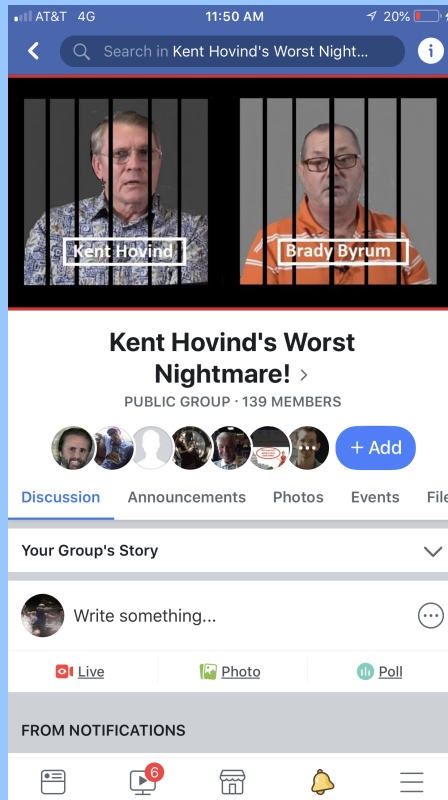 AT&T 4G 11:50 AM 20%
Search in Kent Hovind's Worst Night...
Kent Hovind
Brady Byrum
Kent Hovind's Worst
Nightmare! >
PUBLIC GROUP · 139 MEMBERS
+ Add
Discussion Announcements Photos Events File
Your Group's Story
Write something...
Live Photo Poll
FROM NOTIFICATIONS
6